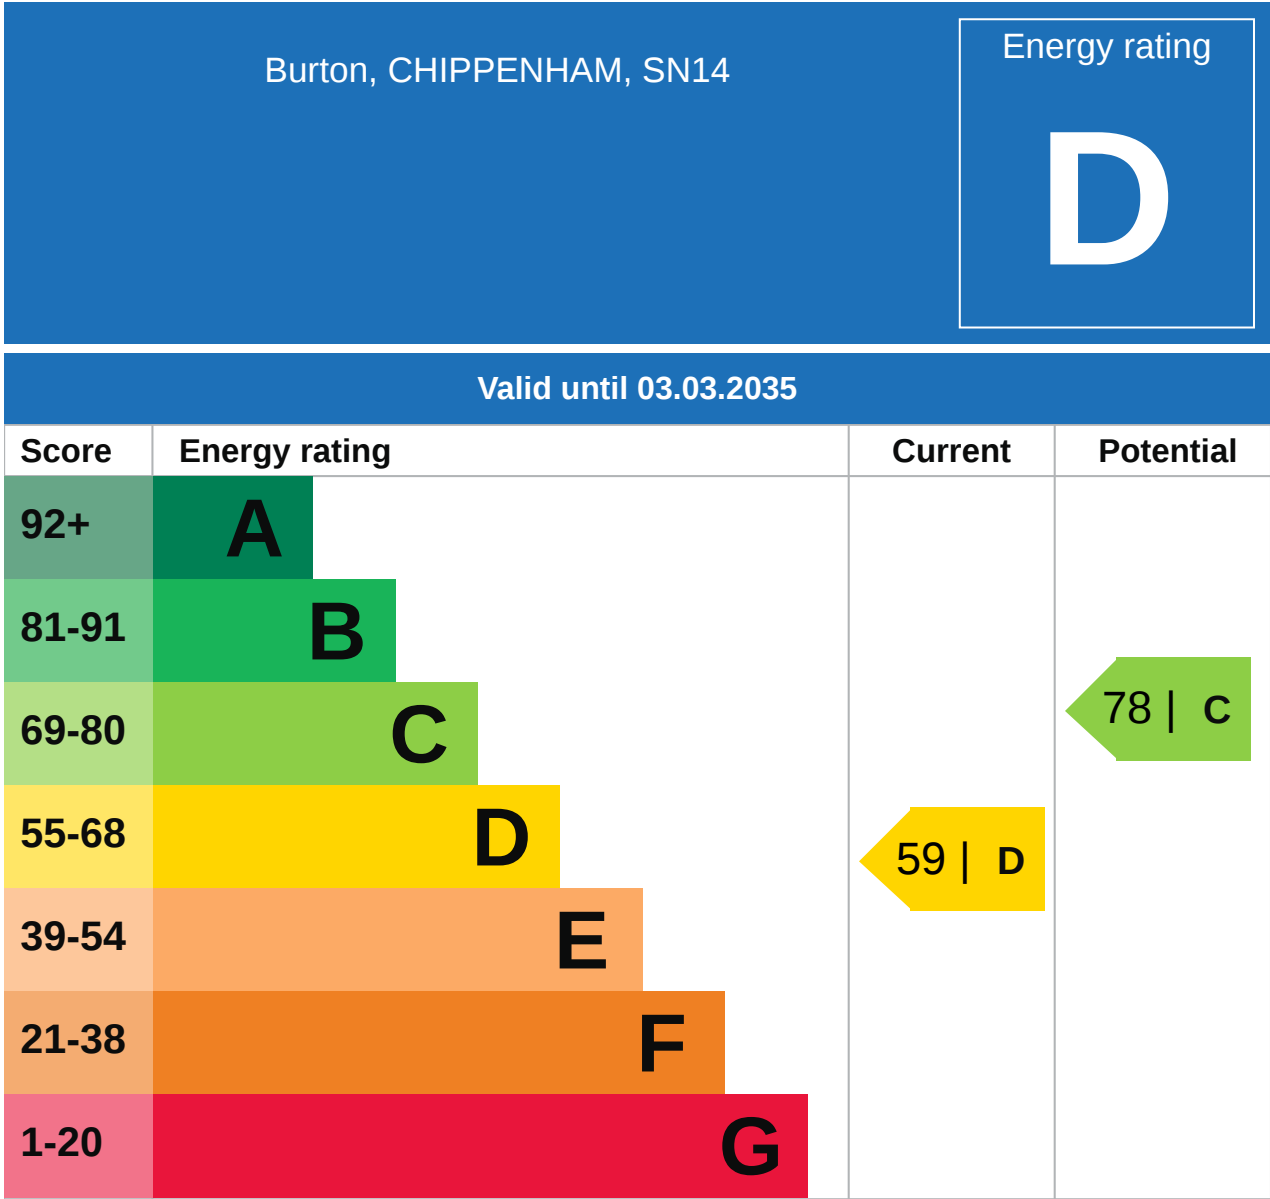 Burton, CHIPPENHAM, SN14
Energy rating
D
Valid until 03.03.2035
Score Energy rating Current Potential
92+ A
81-91 B
69-80 C
78 | C
55-68 D
59 | D
39-54 E
21-38 F
1-20 G